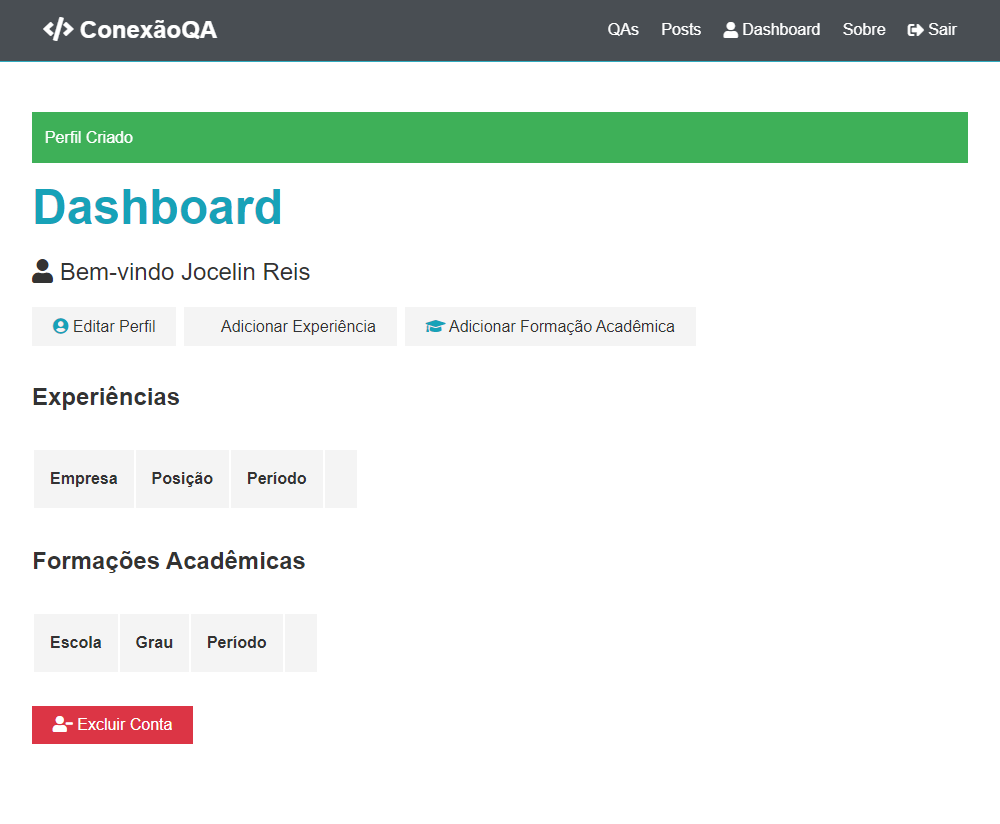 ConexãoQA
QAs Posts Dashboard Sobre Sair
Perfil Criado
Dashboard
Bem-vindo Jocelin Reis
Editar Perfil Adicionar Experiência Adicionar Formação Acadêmica
Experiências
Empresa Posição Período
Formações Acadêmicas
Escola Grau Período
Excluir Conta